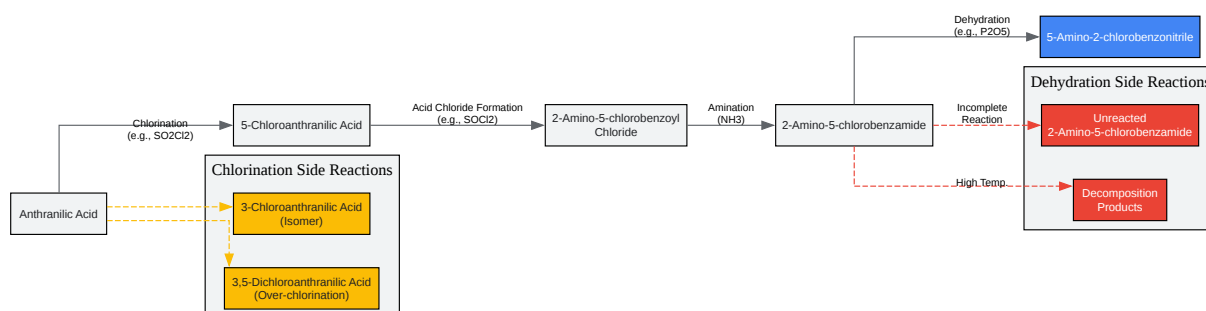 Dehydration
(e.g., P2O5)
5-Amino-2-chlorobenzonitrile
Dehydration Side Reactions
Chlorination
(e.g., SO2Cl2)
5-Chloroanthranilic Acid
Acid Chloride Formation
(e.g., SOCl2)
2-Amino-5-chlorobenzoyl
Chloride
Amination
(NH3)
2-Amino-5-chlorobenzamide
Incomplete
Reaction
Unreacted
2-Amino-5-chlorobenzamide
Chlorination Side Reactions
High Temp.
Decomposition
Products
Anthranilic Acid
3-Chloroanthranilic Acid
(Isomer)
3,5-Dichloroanthranilic Acid
(Over-chlorination)